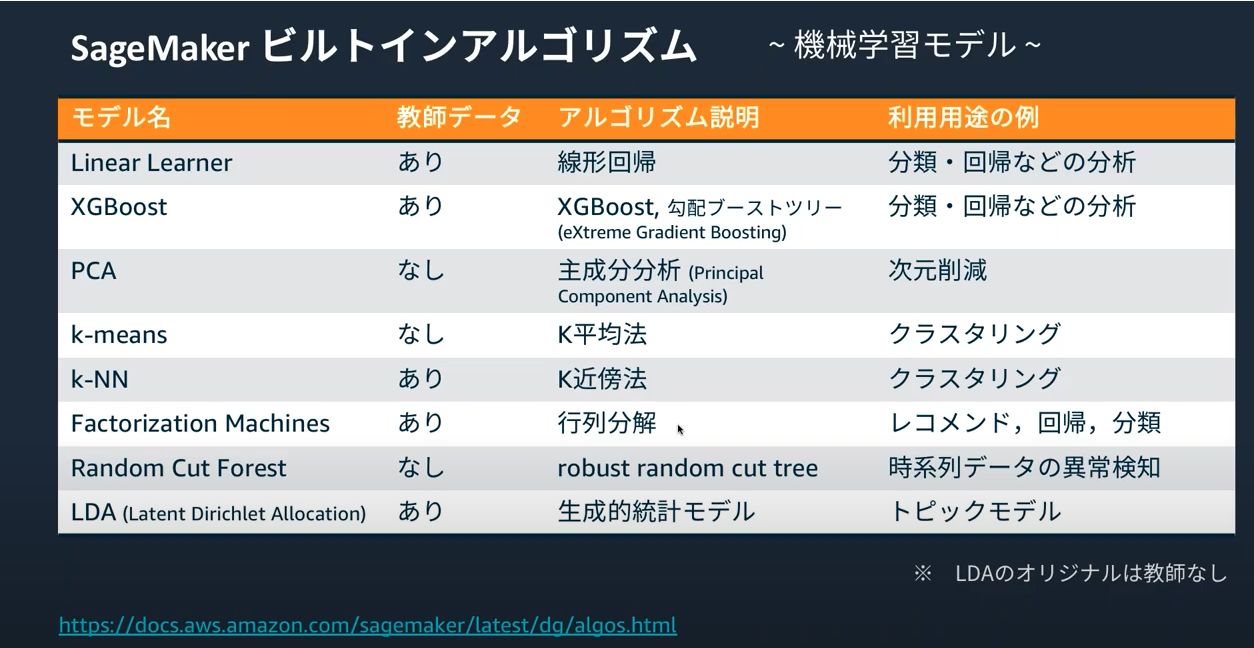 SageMaker ビルトインアルゴリズム ~ 機械学習モデル ~
モデル名 教師データ アルゴリズム説明 利用用途の例
Linear Learner あり 線形回帰 分類・回帰などの分析
XGBoost あり XGBoost, 勾配ブーストツリー 分類・回帰などの分析
(eXtreme Gradient Boosting)
PCA なし 主成分分析 (Principal 次元削減
Component Analysis)
k-means なし K平均法 クラスタリング
k-NN あり K近傍法 クラスタリング
Factorization Machines あり 行列分解 レコメンド，回帰，分類
Random Cut Forest なし robust random cut tree 時系列データの異常検知
LDA (Latent Dirichlet Allocation) あり 生成的統計モデル トピックモデル
※ LDAのオリジナルは教師なし
https://docs.aws.amazon.com/sagemaker/latest/dg/algos.html